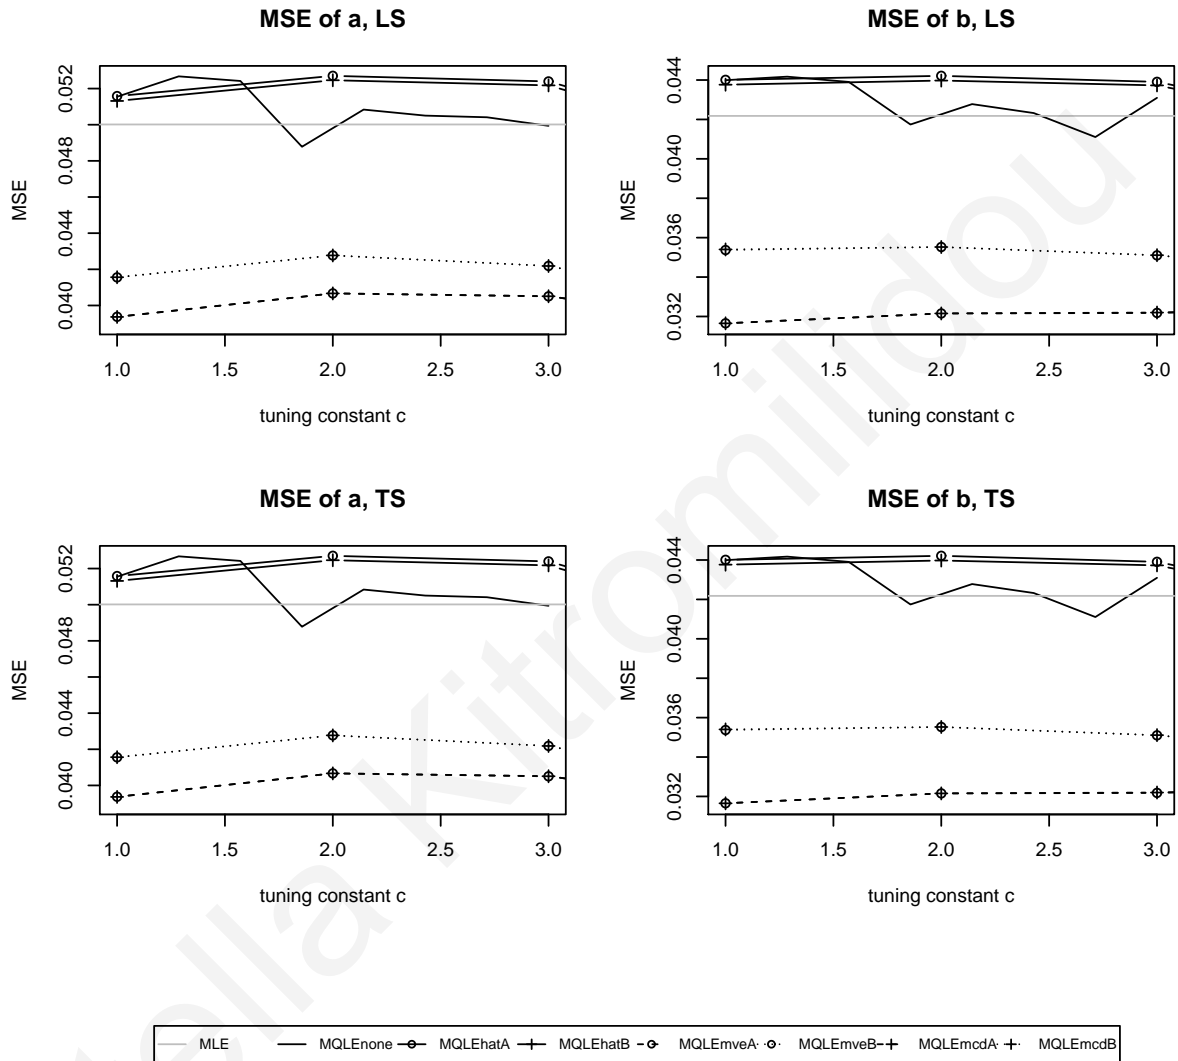 MSE of a, LS
MSE
0.040 0.044 0.048 0.052
1.0 1.5 2.0 2.5 3.0
tuning constant c
MSE of b, LS
MSE
0.032 0.036 0.040 0.044
1.0 1.5 2.0 2.5 3.0
tuning constant c
MSE of a, TS
MSE
0.040 0.044 0.048 0.052
1.0 1.5 2.0 2.5 3.0
tuning constant c
MSE of b, TS
MSE
0.032 0.036 0.040 0.044
1.0 1.5 2.0 2.5 3.0
tuning constant c
MLE MQLEnone MQLEhatA MQLEhatB MQLEmveA MQLEmveB MQLEmcdA MQLEmcdB
ella Kitromilidou